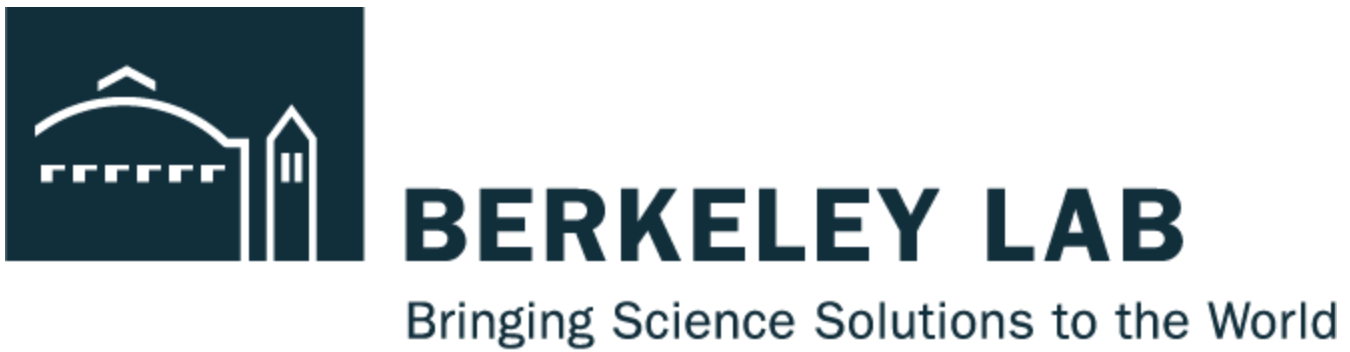 BERKELEY LAB
Bringing Science Solutions to the World